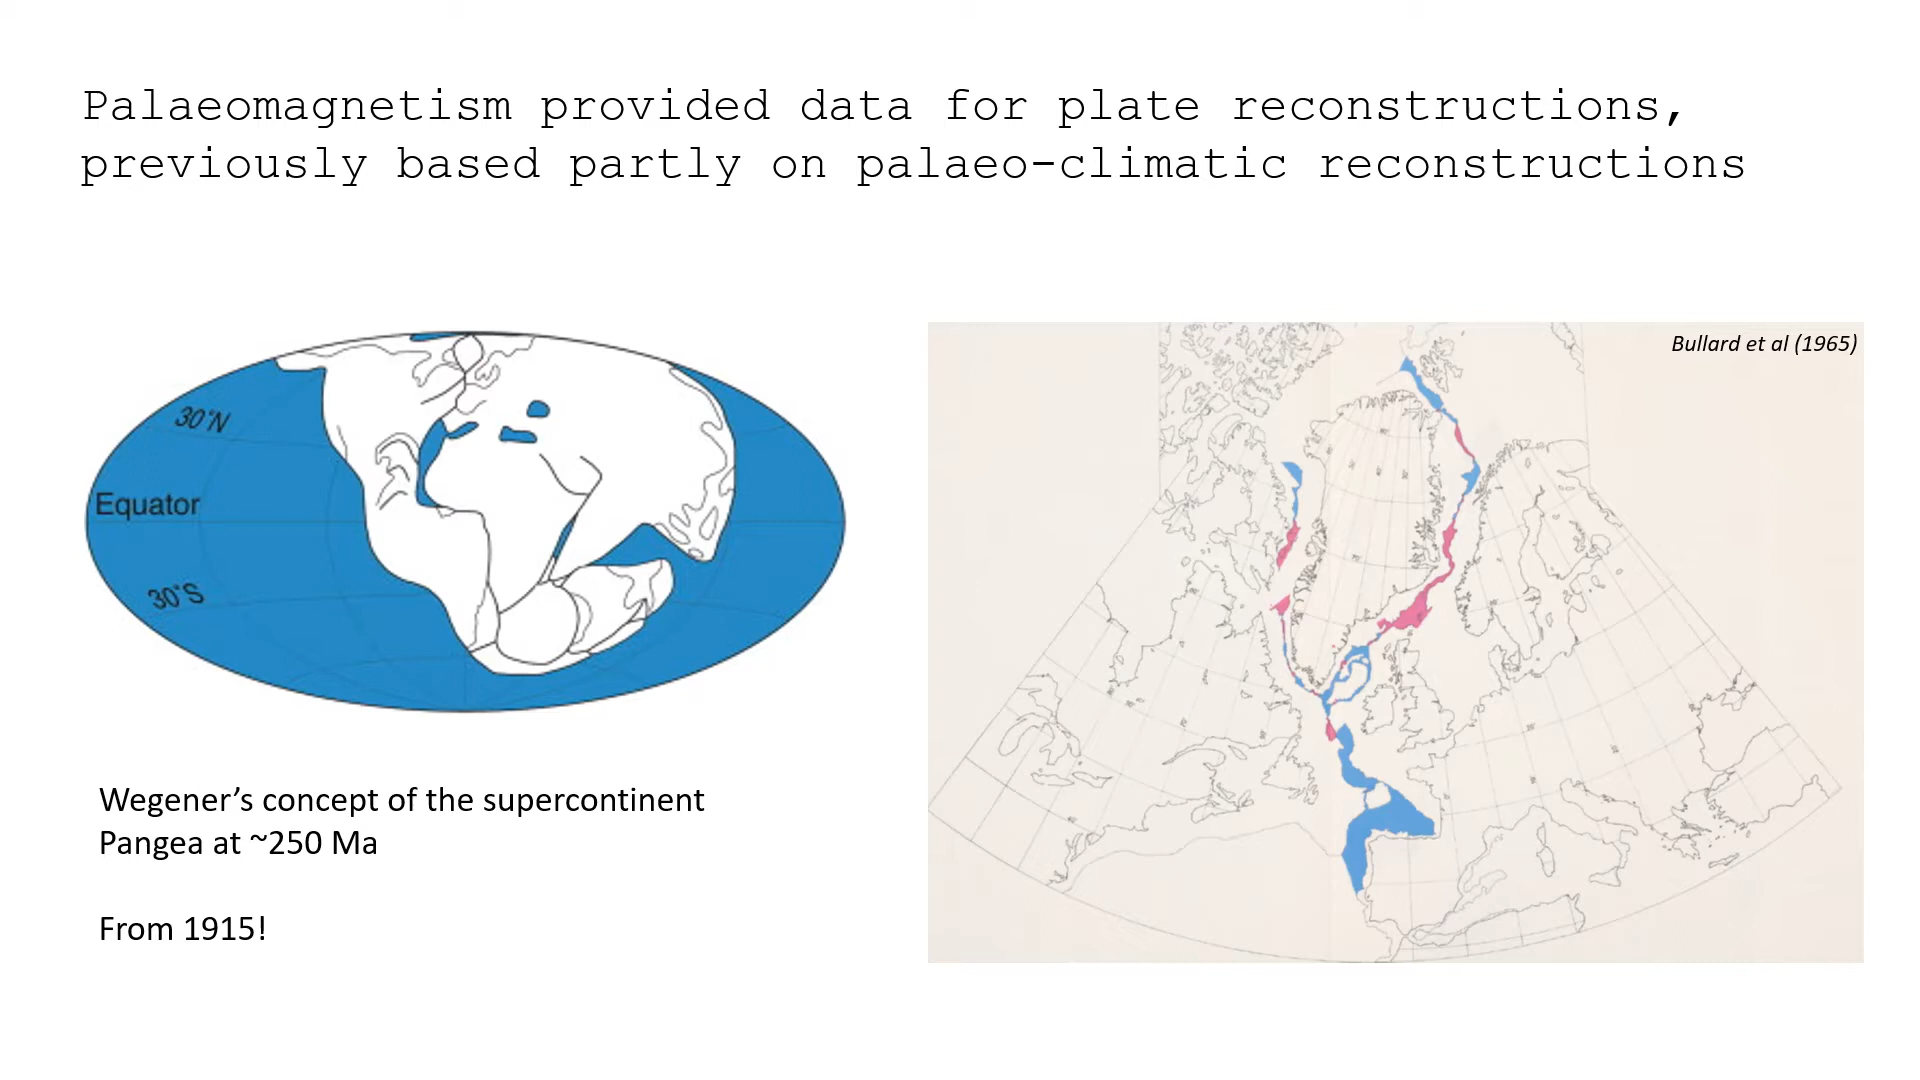 Palaeomagnetism provided data for plate reconstructions,
previously based partly on palaeo-climatic reconstructions
30°N
Equator
30°S
Bullard et al (1965)
Wegener’s concept of the supercontinent
Pangea at ~250 Ma
From 1915!